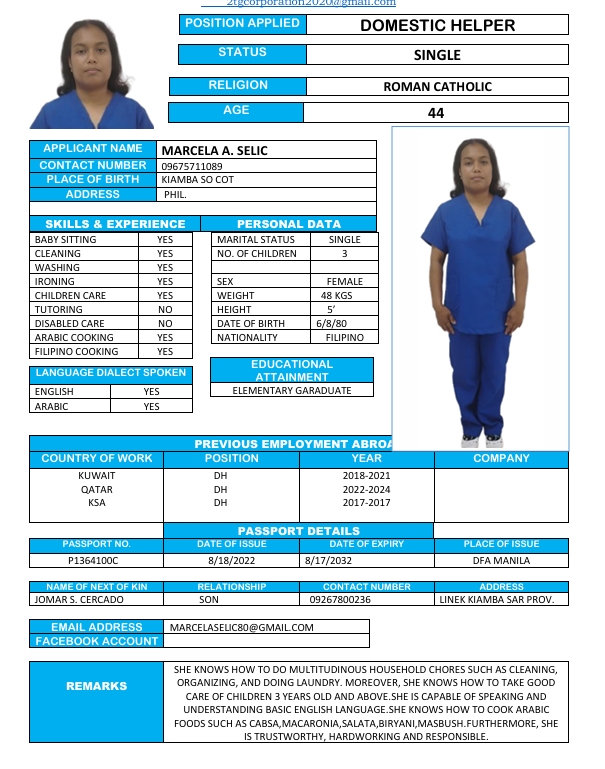 2tgcorporation2020@gmail.com
POSITION APPLIED DOMESTIC HELPER
STATUS SINGLE
RELIGION ROMAN CATHOLIC
AGE 44
APPLICANT NAME MARCELA A. SELIC
CONTACT NUMBER 09675711089
PLACE OF BIRTH KIAMBA SO COT
ADDRESS PHIL.
SKILLS & EXPERIENCE PERSONAL DATA
BABY SITTING YES MARITAL STATUS SINGLE
CLEANING YES NO. OF CHILDREN 3
WASHING YES
IRONING YES SEX FEMALE
CHILDREN CARE YES WEIGHT 48 KGS
TUTORING NO HEIGHT 5'
DISABLED CARE NO DATE OF BIRTH 6/8/80
ARABIC COOKING YES NATIONALITY FILIPINO
FILIPINO COOKING YES
LANGUAGE DIALECT SPOKEN
ENGLISH YES
ARABIC YES
EDUCATIONAL
ATTAINMENT
ELEMENTARY GARADUATE
PREVIOUS EMPLOYMENT ABROA
COUNTRY OF WORK POSITION YEAR COMPANY
KUWAIT DH 2018-2021
QATAR DH 2022-2024
KSA DH 2017-2017
PASSPORT DETAILS
PASSPORT NO. DATE OF ISSUE DATE OF EXPIRY PLACE OF ISSUE
P1364100C 8/18/2022 8/17/2032 DFA MANILA
NAME OF NEXT OF KIN RELATIONSHIP CONTACT NUMBER ADDRESS
JOMAR S. CERCADO SON 09267800236 LINEK KIAMBA SAR PROV.
EMAIL ADDRESS MARCELASELIC80@GMAIL.COM
FACEBOOK ACCOUNT
REMARKS
SHE KNOWS HOW TO DO MULTITUDINOUS HOUSEHOLD CHORES SUCH AS CLEANING,
ORGANIZING, AND DOING LAUNDRY. MOREOVER, SHE KNOWS HOW TO TAKE GOOD
CARE OF CHILDREN 3 YEARS OLD AND ABOVE.SHE IS CAPABLE OF SPEAKING AND
UNDERSTANDING BASIC ENGLISH LANGUAGE.SHE KNOWS HOW TO COOK ARABIC
FOODS SUCH AS CABSA,MACARONIA,SALATA,BIRYANI,MASBUSH.FURTHERMORE, SHE
IS TRUSTWORTHY, HARDWORKING AND RESPONSIBLE.